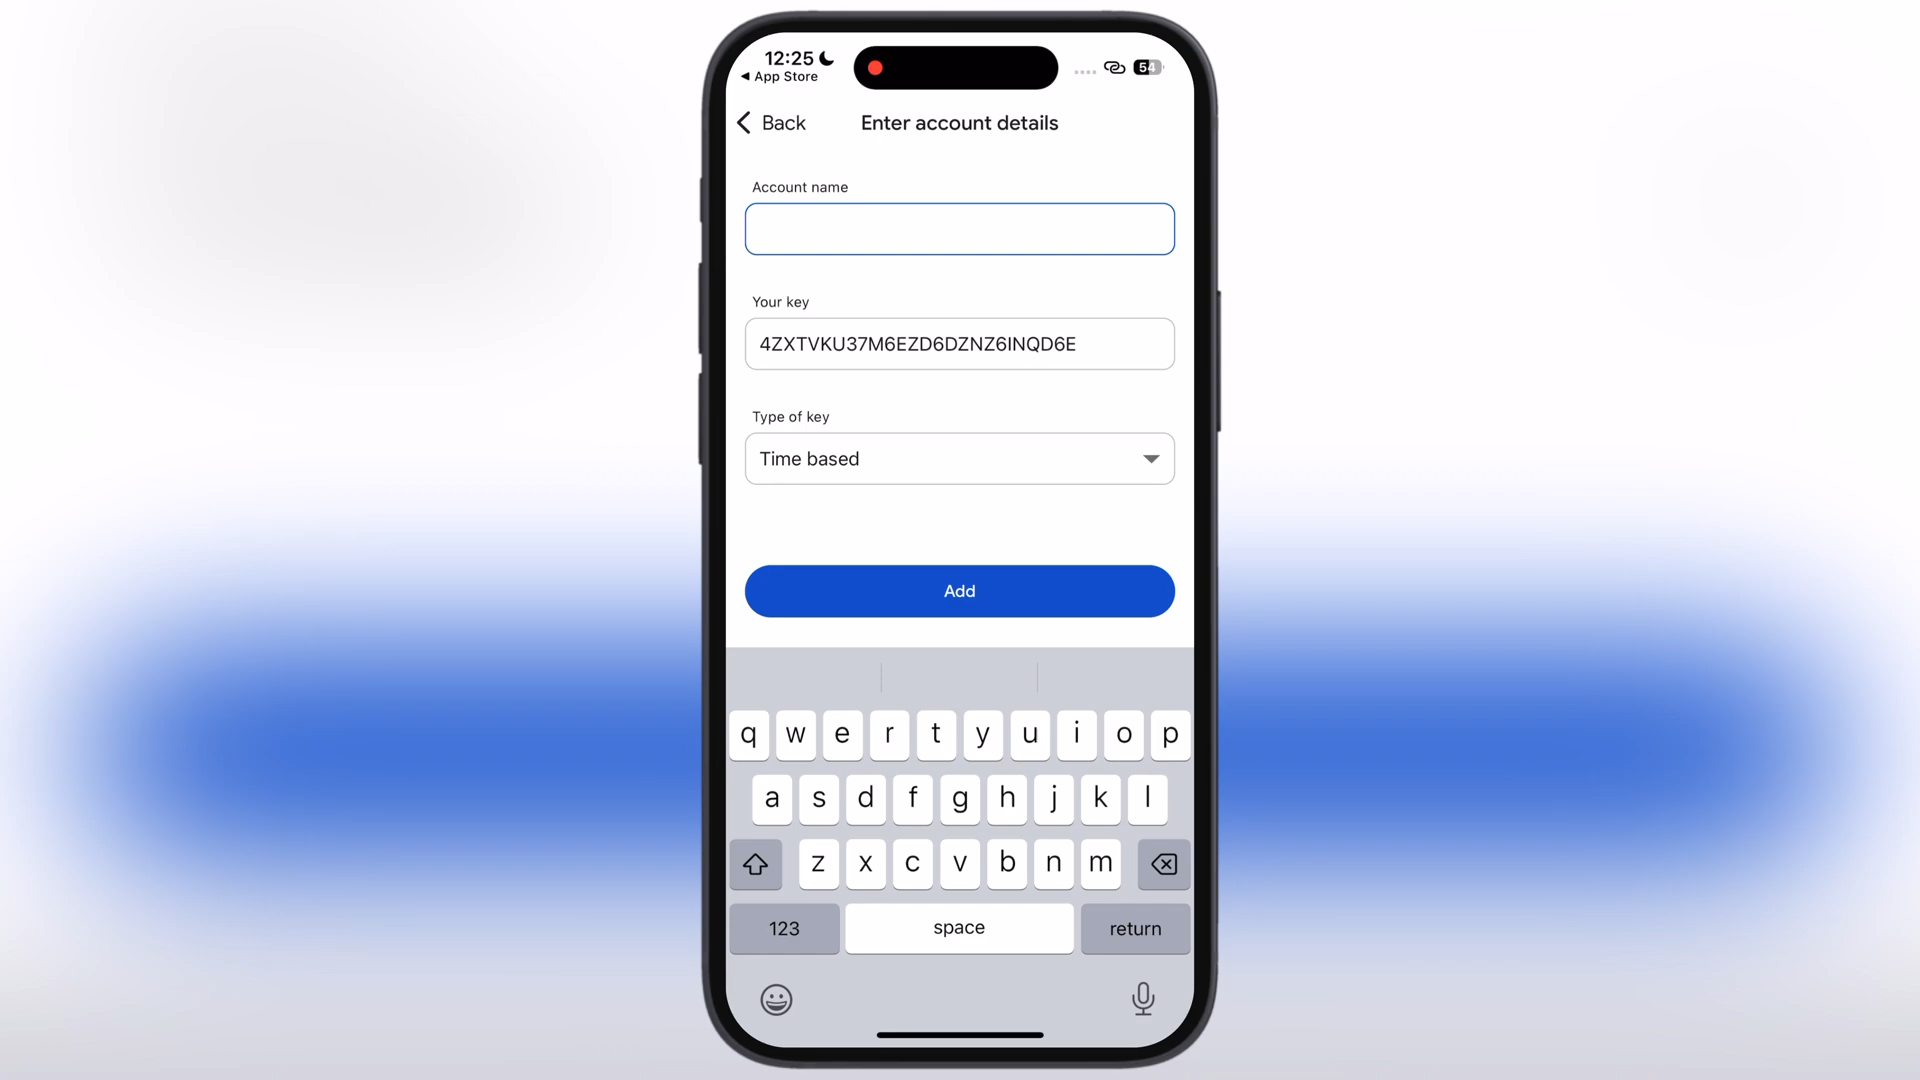 12:25
App Store
54
Back
Enter account details
Account name
Your key
4ZXTVKU37M6EZD6DZNZ6INQD6E
Type of key
Time based
Add
q w e r t y u i o p
a s d f g h j k l
z x c v b n m
123 space return